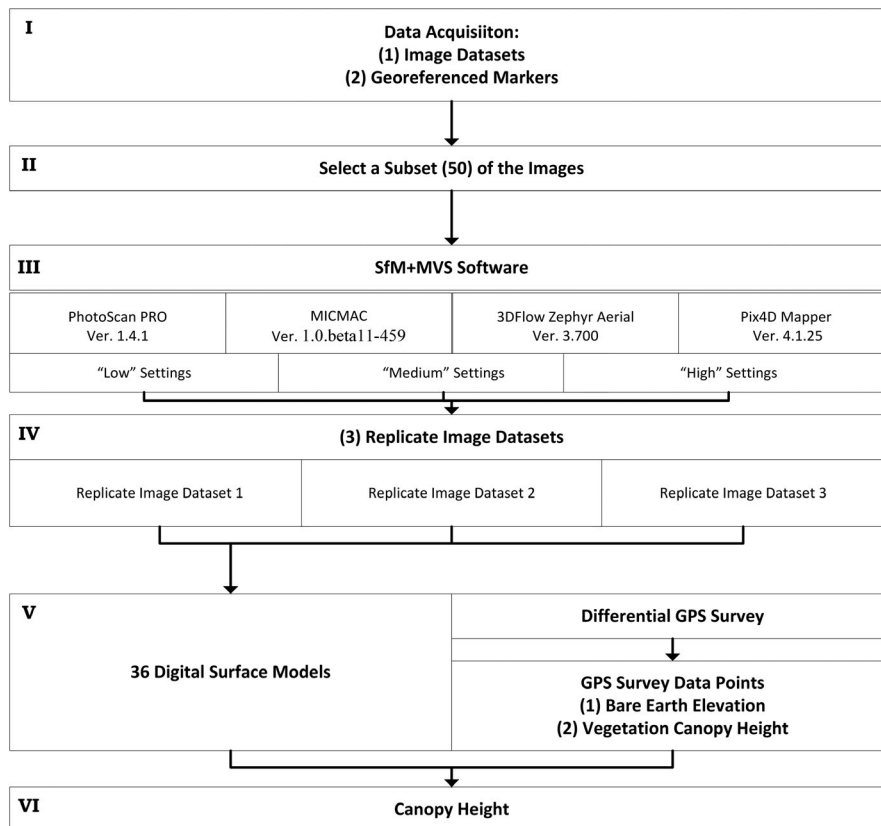 I
Data Acquisiiton:
(1) Image Datasets
(2) Georeferenced Markers
II
Select a Subset (50) of the Images
III
SfM+MVS Software
PhotoScan PRO
Ver. 1.4.1
MICMAC
Ver. 1.0.beta11-459
3DFlow Zephyr Aerial
Ver. 3.700
Pix4D Mapper
Ver. 4.1.25
“Low” Settings
“Medium” Settings
“High” Settings
IV
(3) Replicate Image Datasets
Replicate Image Dataset 1
Replicate Image Dataset 2
Replicate Image Dataset 3
V
36 Digital Surface Models
Differential GPS Survey
GPS Survey Data Points
(1) Bare Earth Elevation
(2) Vegetation Canopy Height
VI
Canopy Height